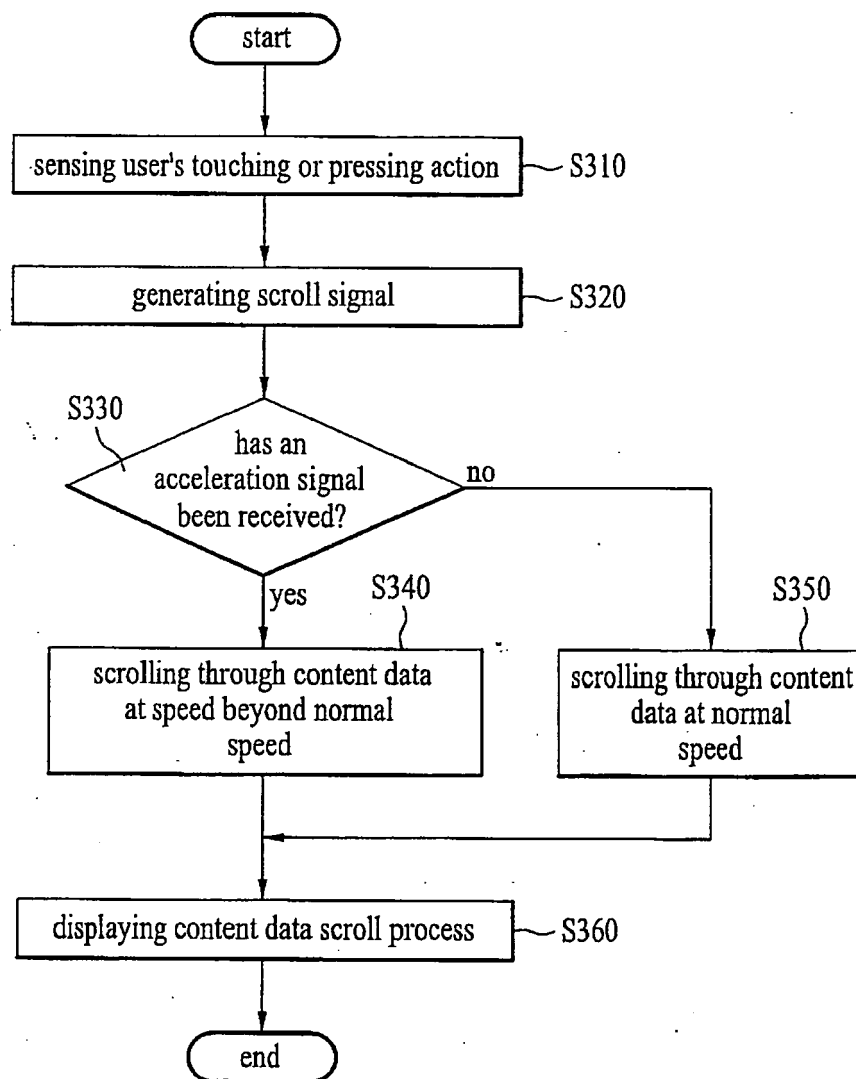 start
sensing user's touching or pressing action
S310
generating scroll signal
S320
S330
has an
acceleration signal
been received?
no
yes
S340
scrolling through content data
at speed beyond normal
speed
S350
scrolling through content
data at normal
speed
displaying content data scroll process
S360
end